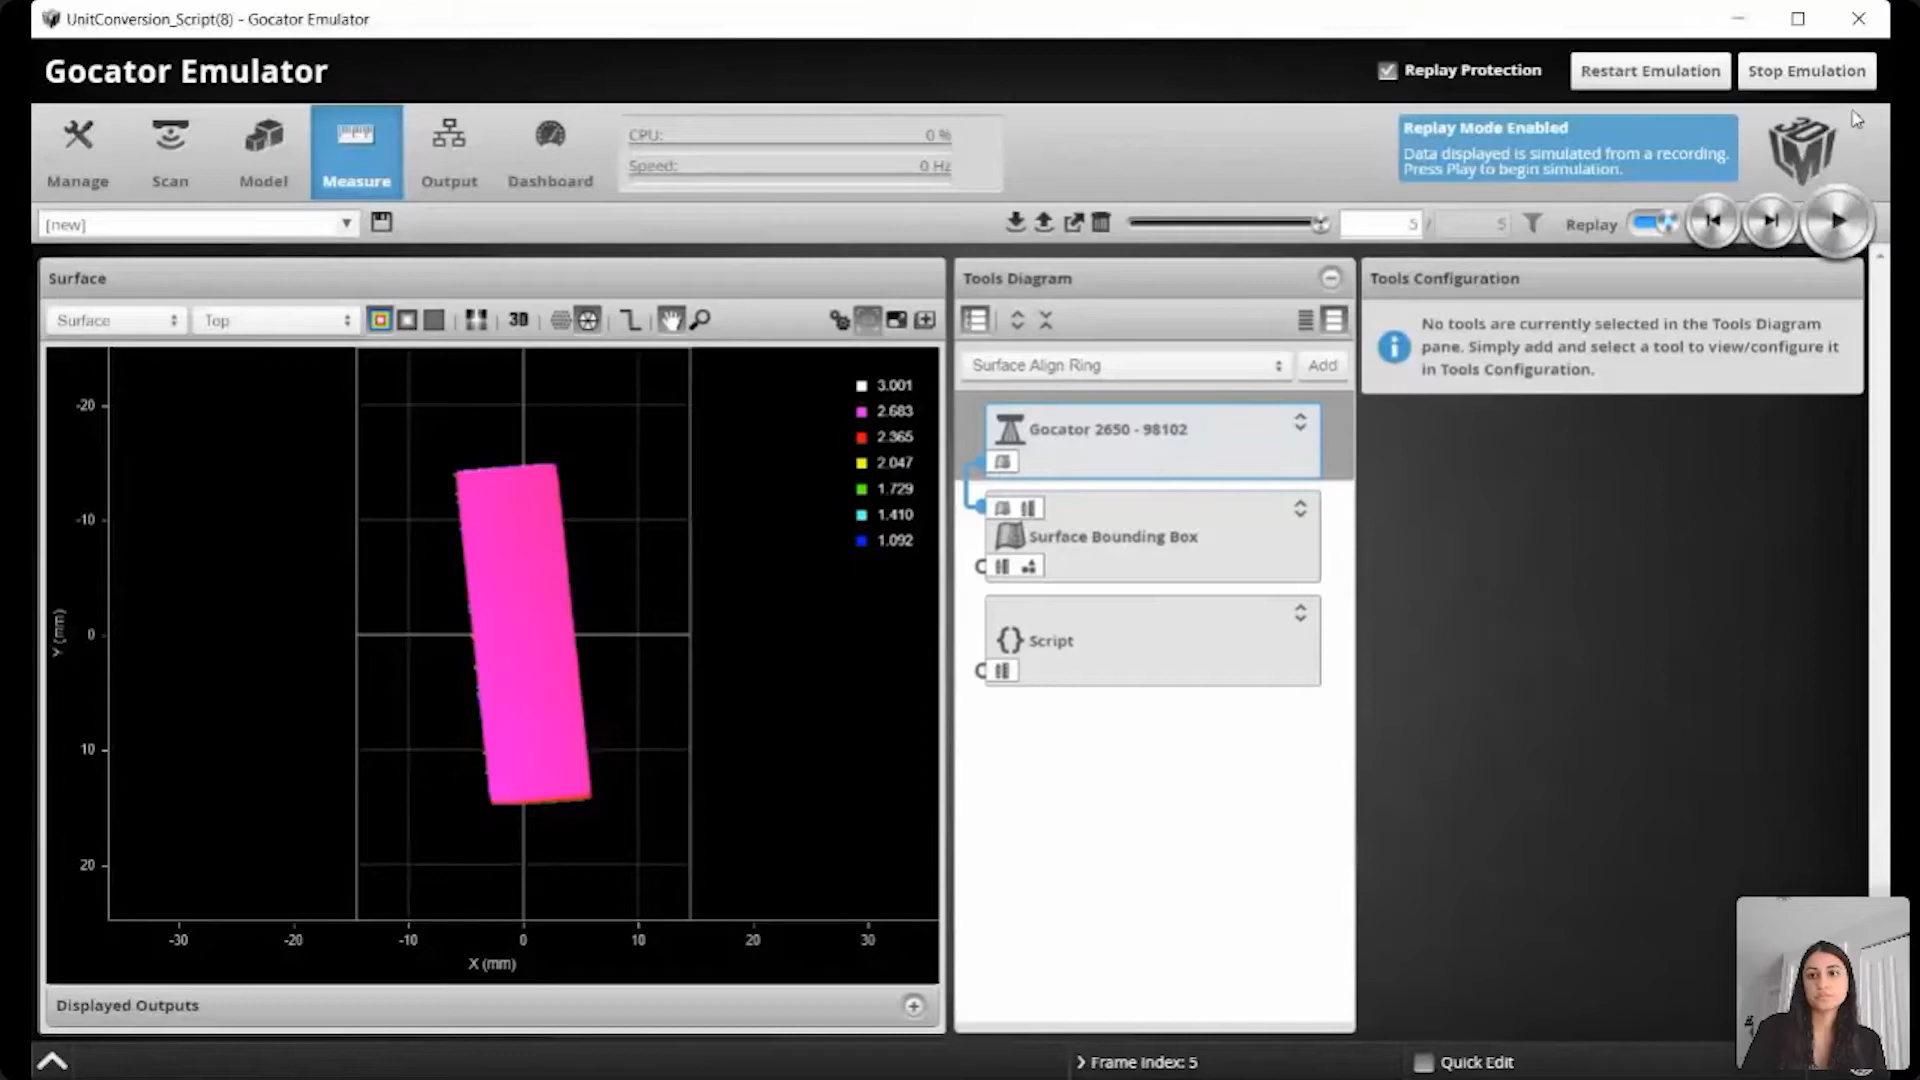 UnitConversion_Script(8) - Gocator Emulator
Gocator Emulator
Replay Protection
Restart Emulation
Stop Emulation
Manage
Scan
Model
Measure
Output
Dashboard
CPU: 0 %
Speed: 0 Hz
Replay Mode Enabled
Data displayed is simulated from a recording.
Press Play to begin simulation.
3D
LMI
[new]
5 / 5
Replay
Surface
Surface
Top
3D
3.001
2.683
2.365
2.047
1.729
1.410
1.092
-20
-10
0
10
20
Y (mm)
-30 -20 -10 0 10 20 30
X (mm)
Displayed Outputs
Tools Diagram
Surface Align Ring
Add
Gocator 2650 - 98102
Surface Bounding Box
{} Script
Tools Configuration
No tools are currently selected in the Tools Diagram
pane. Simply add and select a tool to view/configure it
in Tools Configuration.
Frame Index: 5
Quick Edit